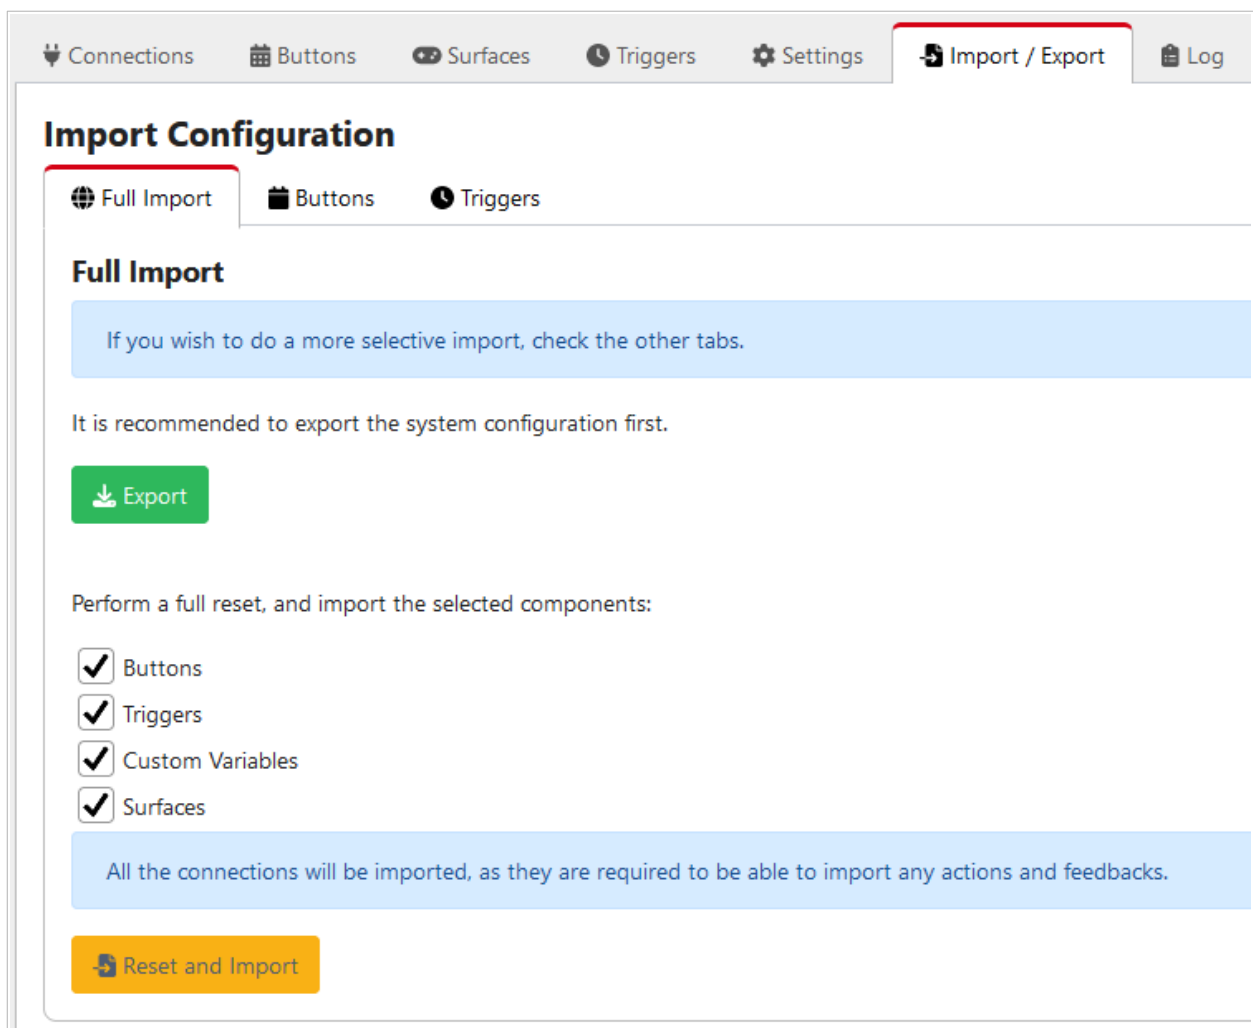 Connections Buttons Surfaces Triggers Settings Import / Export Log
Import Configuration
Full Import Buttons Triggers
Full Import
If you wish to do a more selective import, check the other tabs.
It is recommended to export the system configuration first.
Export
Perform a full reset, and import the selected components:
Buttons
Triggers
Custom Variables
Surfaces
All the connections will be imported, as they are required to be able to import any actions and feedbacks.
Reset and Import